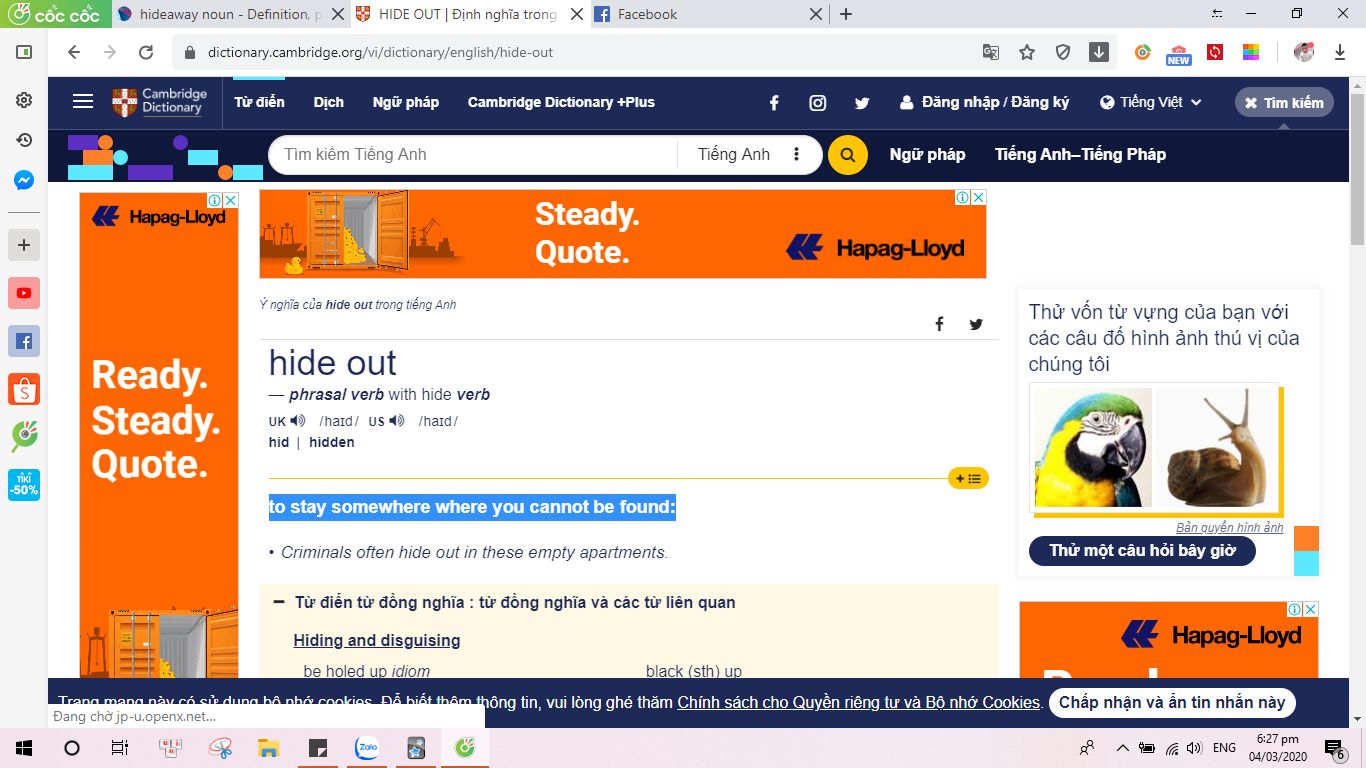 cốc cốc
hideaway noun - Definition, p
HIDE OUT | Định nghĩa trong
Facebook
dictionary.cambridge.org/vi/dictionary/english/hide-out
NEW
Cambridge
Dictionary
Từ điển
Dịch
Ngữ pháp
Cambridge Dictionary +Plus
Đăng nhập / Đăng ký
Tiếng Việt
Tìm kiếm
Tìm kiếm Tiếng Anh
Tiếng Anh
Ngữ pháp
Tiếng Anh–Tiếng Pháp
Hapag-Lloyd
Ready.
Steady.
Quote.
Steady.
Quote.
Hapag-Lloyd
Ý nghĩa của hide out trong tiếng Anh
hide out
— phrasal verb with hide verb
UK /haɪd/ US /haɪd/
hid | hidden
to stay somewhere where you cannot be found:
• Criminals often hide out in these empty apartments.
Từ điển từ đồng nghĩa : từ đồng nghĩa và các từ liên quan
Hiding and disguising
be holed up idiom
black (sth) up
Thử vốn từ vựng của bạn với
các câu đố hình ảnh thú vị của
chúng tôi
Bản quyền hình ảnh
Thử một câu hỏi bây giờ
Hapag-Lloyd
TIKI
-50%
Trang mạng này có sử dụng bộ nhớ cookies. Để biết thêm thông tin, vui lòng ghé thăm Chính sách cho Quyền riêng tư và Bộ nhớ Cookies.
Chấp nhận và ẩn tin nhắn này
Đang chờ jp-u.openx.net...
Zalo
ENG
6:27 pm
04/03/2020
6